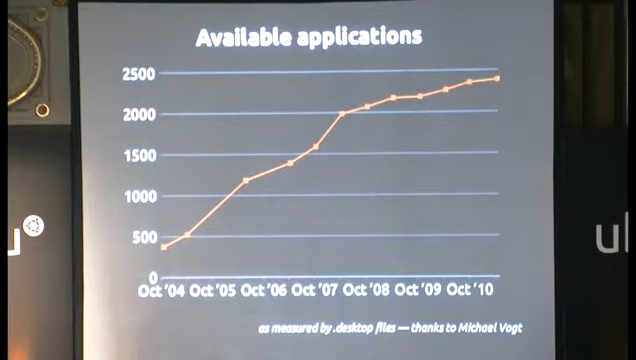 Available applications
2500
2000
1500
1000
500
0
Oct '04 Oct '05 Oct '06 Oct '07 Oct '08 Oct '09 Oct '10
as measured by .desktop files — thanks to Michael Vogt
u